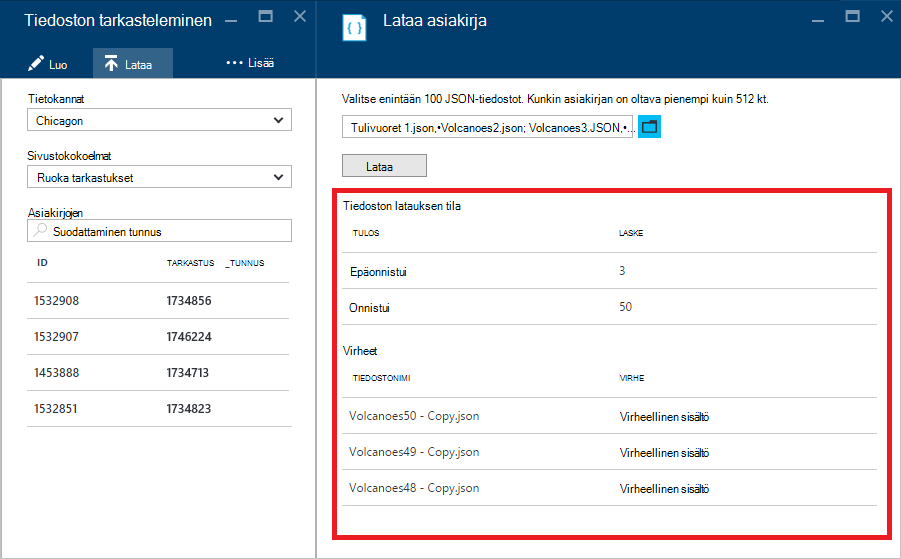 Tiedoston tarkasteleminen
Luo
Lataa
Lisää
Tietokannat
Chicagon
Sivustokokoelmat
Ruoka tarkastukset
Asiakirjojen
Suodattaminen tunnus
ID TARKASTUS _TUNNUS
1532908 1734856
1532907 1746224
1453888 1734713
1532851 1734823
Lataa asiakirja
Valitse enintään 100 JSON-tiedostot. Kunkin asiakirjan on oltava pienempi kuin 512 kt.
Tulivuoret 1.json,•Volcanoes2.json; Volcanoes3.JSON,•...
Lataa
Tiedoston latauksen tila
TULOS LASKE
Epäonnistui 3
Onnistui 50
Virheet
TIEDOSTONIMI VIRHE
Volcanoes50 - Copy.json Virheellinen sisältö
Volcanoes49 - Copy.json Virheellinen sisältö
Volcanoes48 - Copy.json Virheellinen sisältö